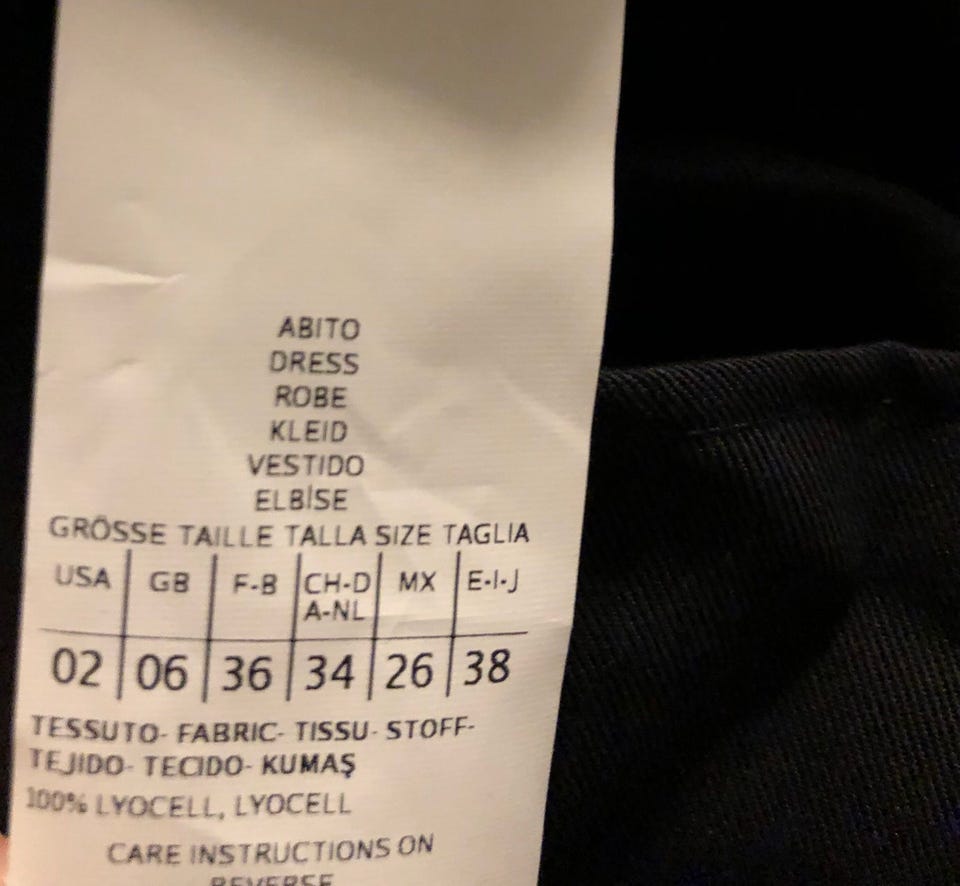 ABITO
DRESS
ROBE
KLEID
VESTIDO
ELBİSE
GRÖSSE TAILLE TALLA SIZE TAGLIA
USA GB F-B CH-D A-NL MX E-I-J
02 06 36 34 26 38
TESSUTO- FABRIC- TISSU- STOFF-
TEJIDO- TECIDO- KUMAŞ
100% LYOCELL, LYOCELL
CARE INSTRUCTIONS ON
REVERSE